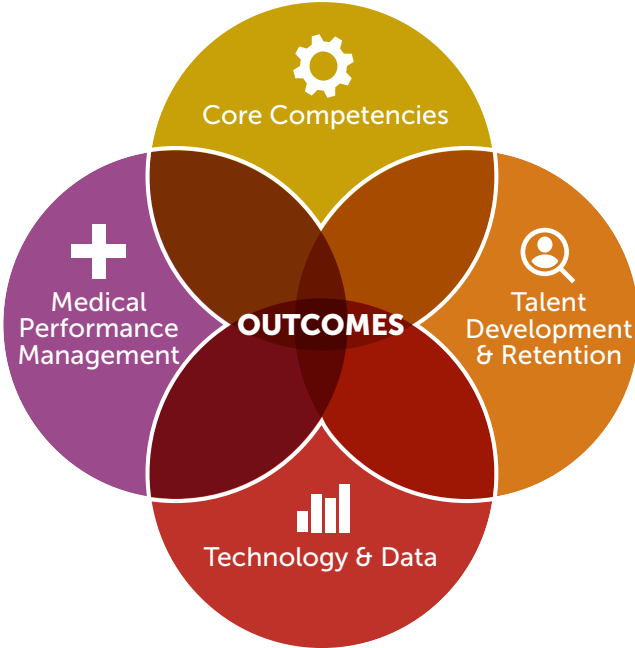 Core Competencies
Medical
Performance
Management
OUTCOMES
Talent
Development
& Retention
Technology & Data